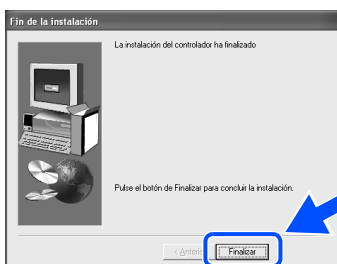 Fin de la instalación
La instalación del controlador ha finalizado
Pulse el botón de Finalizar para concluir la instalación.
< Anterior Finalizar